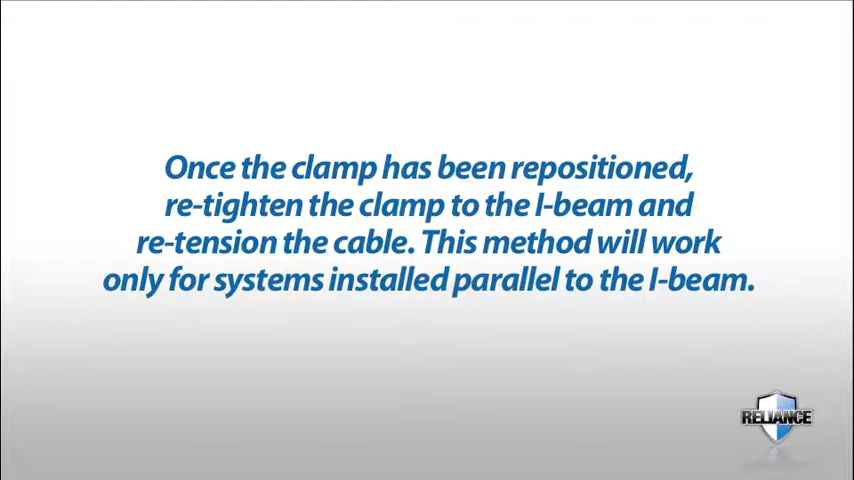 Once the clamp has been repositioned,
re-tighten the clamp to the I-beam and
re-tension the cable. This method will work
only for systems installed parallel to the I-beam.
RELIANCE